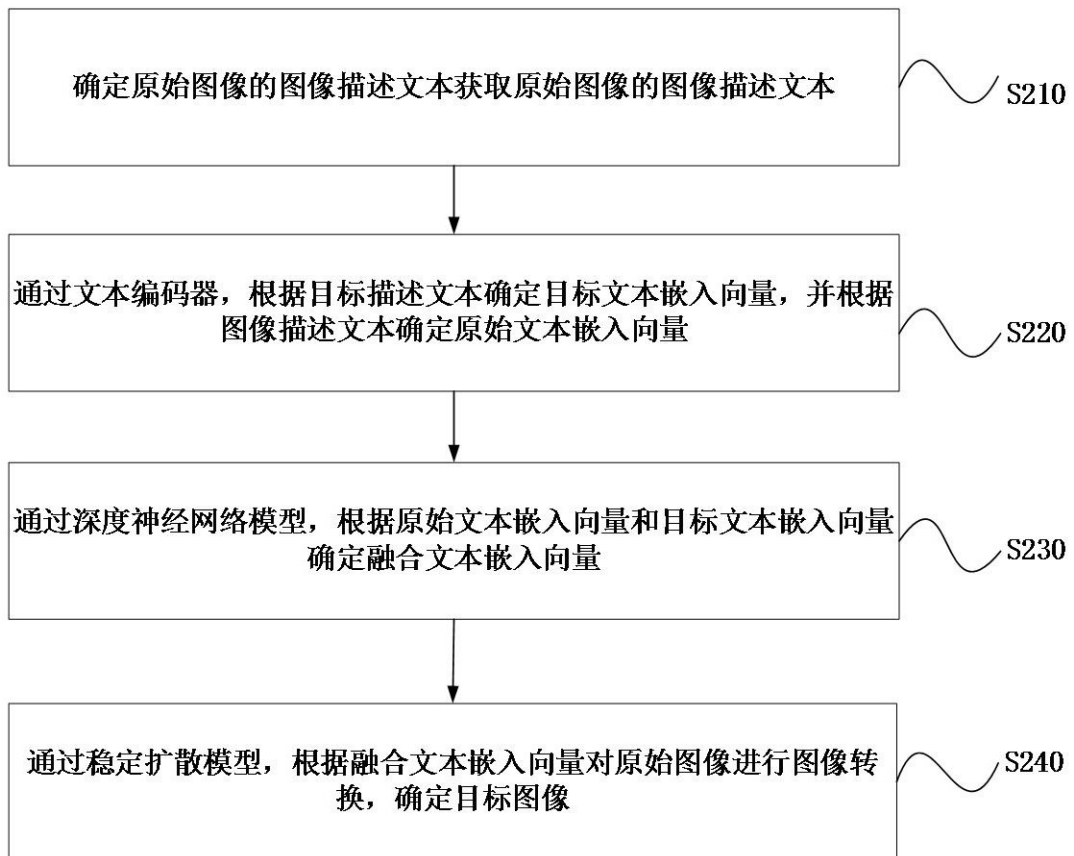 确定原始图像的图像描述文本获取原始图像的图像描述文本
S210
通过文本编码器，根据目标描述文本确定目标文本嵌入向量，并根据
图像描述文本确定原始文本嵌入向量
S220
通过深度神经网络模型，根据原始文本嵌入向量和目标文本嵌入向量
确定融合文本嵌入向量
S230
通过稳定扩散模型，根据融合文本嵌入向量对原始图像进行图像转
换，确定目标图像
S240